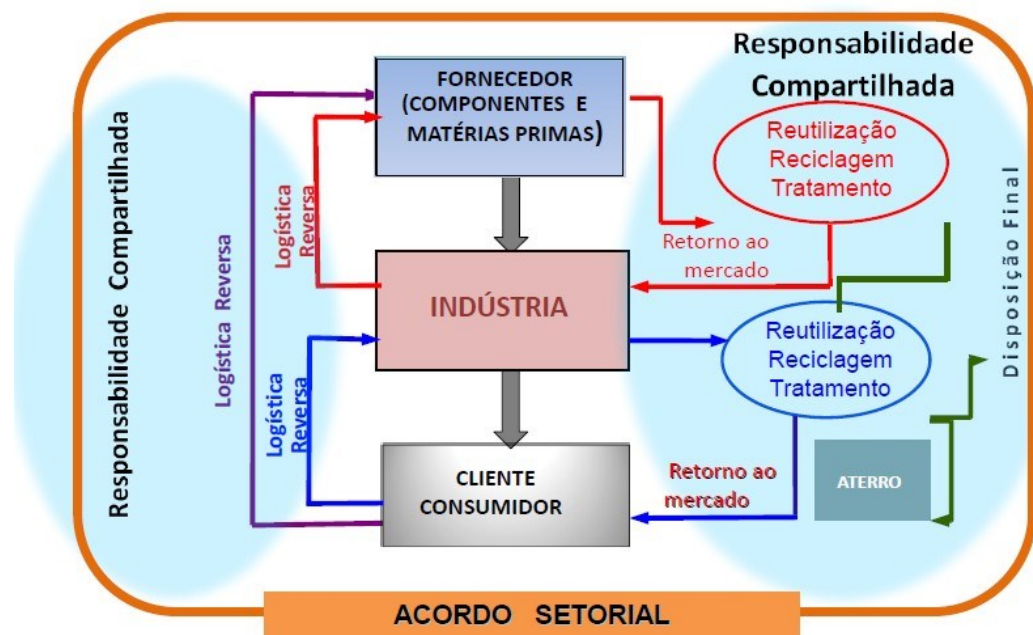 Responsabilidade
Compartilhada
FORNECEDOR
(COMPONENTES E
MATÉRIAS PRIMAS)
Reutilização
Reciclagem
Tratamento
Responsabilidade Compartilhada
Logística Reversa
Logística
Reversa
Retorno ao
mercado
Disposição Final
INDÚSTRIA
Reutilização
Reciclagem
Tratamento
Logística
Reversa
CLIENTE
CONSUMIDOR
Retorno ao
mercado
ATERRO
ACORDO SETORIAL